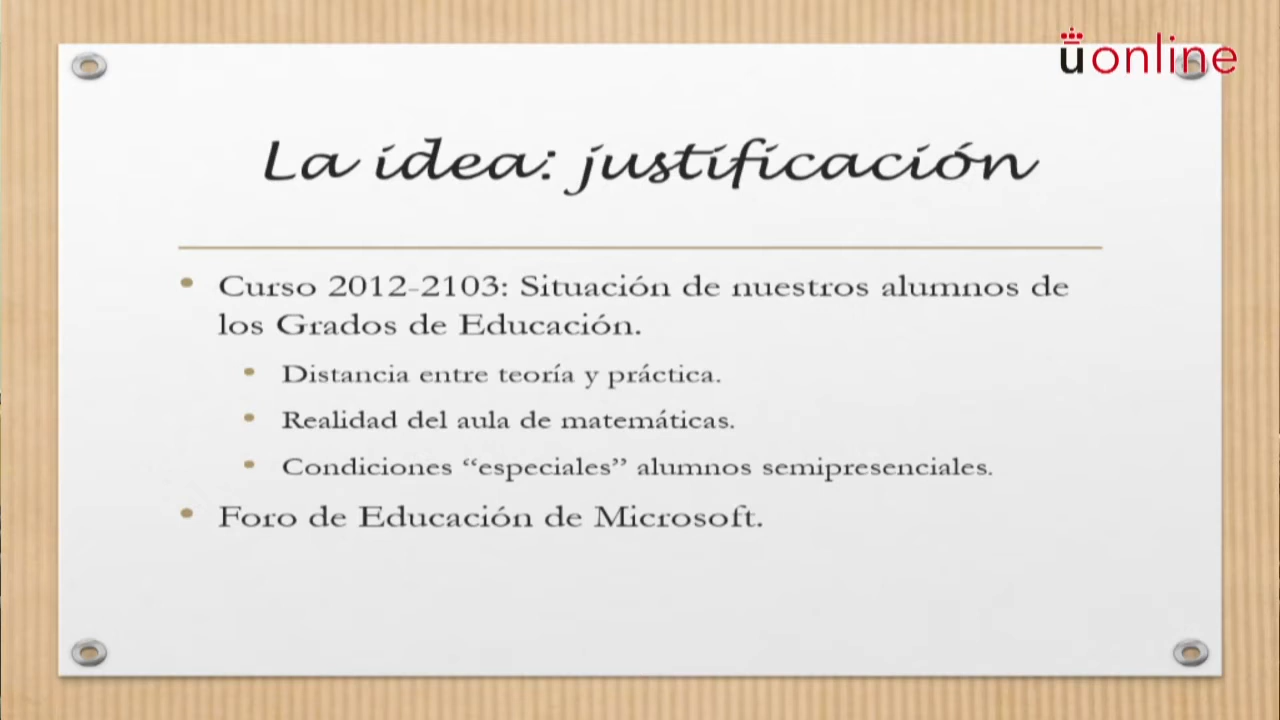 ūonline
La idea: justificación
Curso 2012-2103: Situación de nuestros alumnos de
los Grados de Educación.
Distancia entre teoría y práctica.
Realidad del aula de matemáticas.
Condiciones “especiales” alumnos semipresenciales.
Foro de Educación de Microsoft.